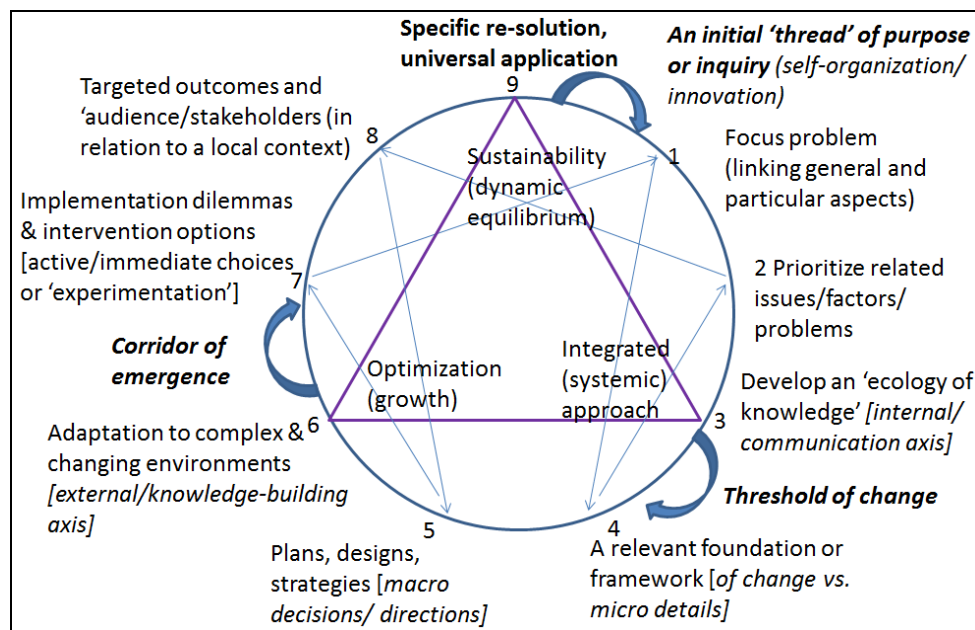 Specific re-solution,
universal application
9
An initial ‘thread’ of purpose
or inquiry (self-organization/
innovation)
Targeted outcomes and
‘audience/stakeholders (in
relation to a local context)
8
Sustainability
(dynamic
equilibrium)
1
Focus problem
(linking general and
particular aspects)
Implementation dilemmas
& intervention options
[active/immediate choices
or ‘experimentation’]
7
2 Prioritize related
issues/factors/
problems
Corridor of
emergence
Optimization
(growth)
Integrated
(systemic)
approach
Develop an ‘ecology of
knowledge’ [internal/
communication axis]
6
3
Adaptation to complex &
changing environments
[external/knowledge-building
axis]
Threshold of change
5
Plans, designs,
strategies [macro
decisions/ directions]
4
A relevant foundation or
framework [of change vs.
micro details]